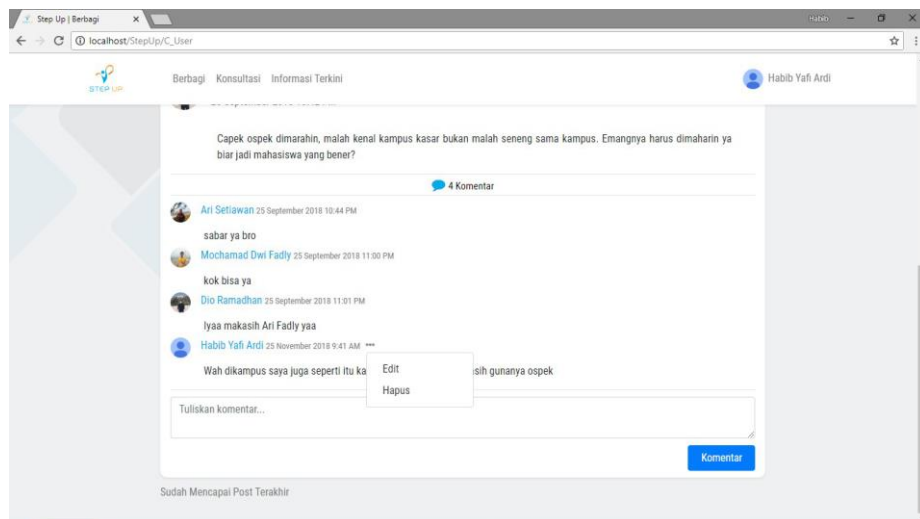 Step Up | Berbagi
Habib
localhost/StepUp/C_User
STEP UP
Berbagi Konsultasi Informasi Terkini
Habib Yafi Ardi
Capek ospek dimarahin, malah kenal kampus kasar bukan malah seneng sama kampus. Emangnya harus dimaharin ya
biar jadi mahasiswa yang bener?
4 Komentar
Ari Setiawan 25 September 2018 10:44 PM
sabar ya bro
Mochamad Dwi Fadly 25 September 2018 11:00 PM
kok bisa ya
Dio Ramadhan 25 September 2018 11:01 PM
Iyaa makasih Ari Fadly yaa
Habib Yafi Ardi 25 November 2018 9:41 AM
Wah dikampus saya juga seperti itu ka
Edit
sih gunanya ospek
Hapus
Tuliskan komentar...
Komentar
Sudah Mencapai Post Terakhir